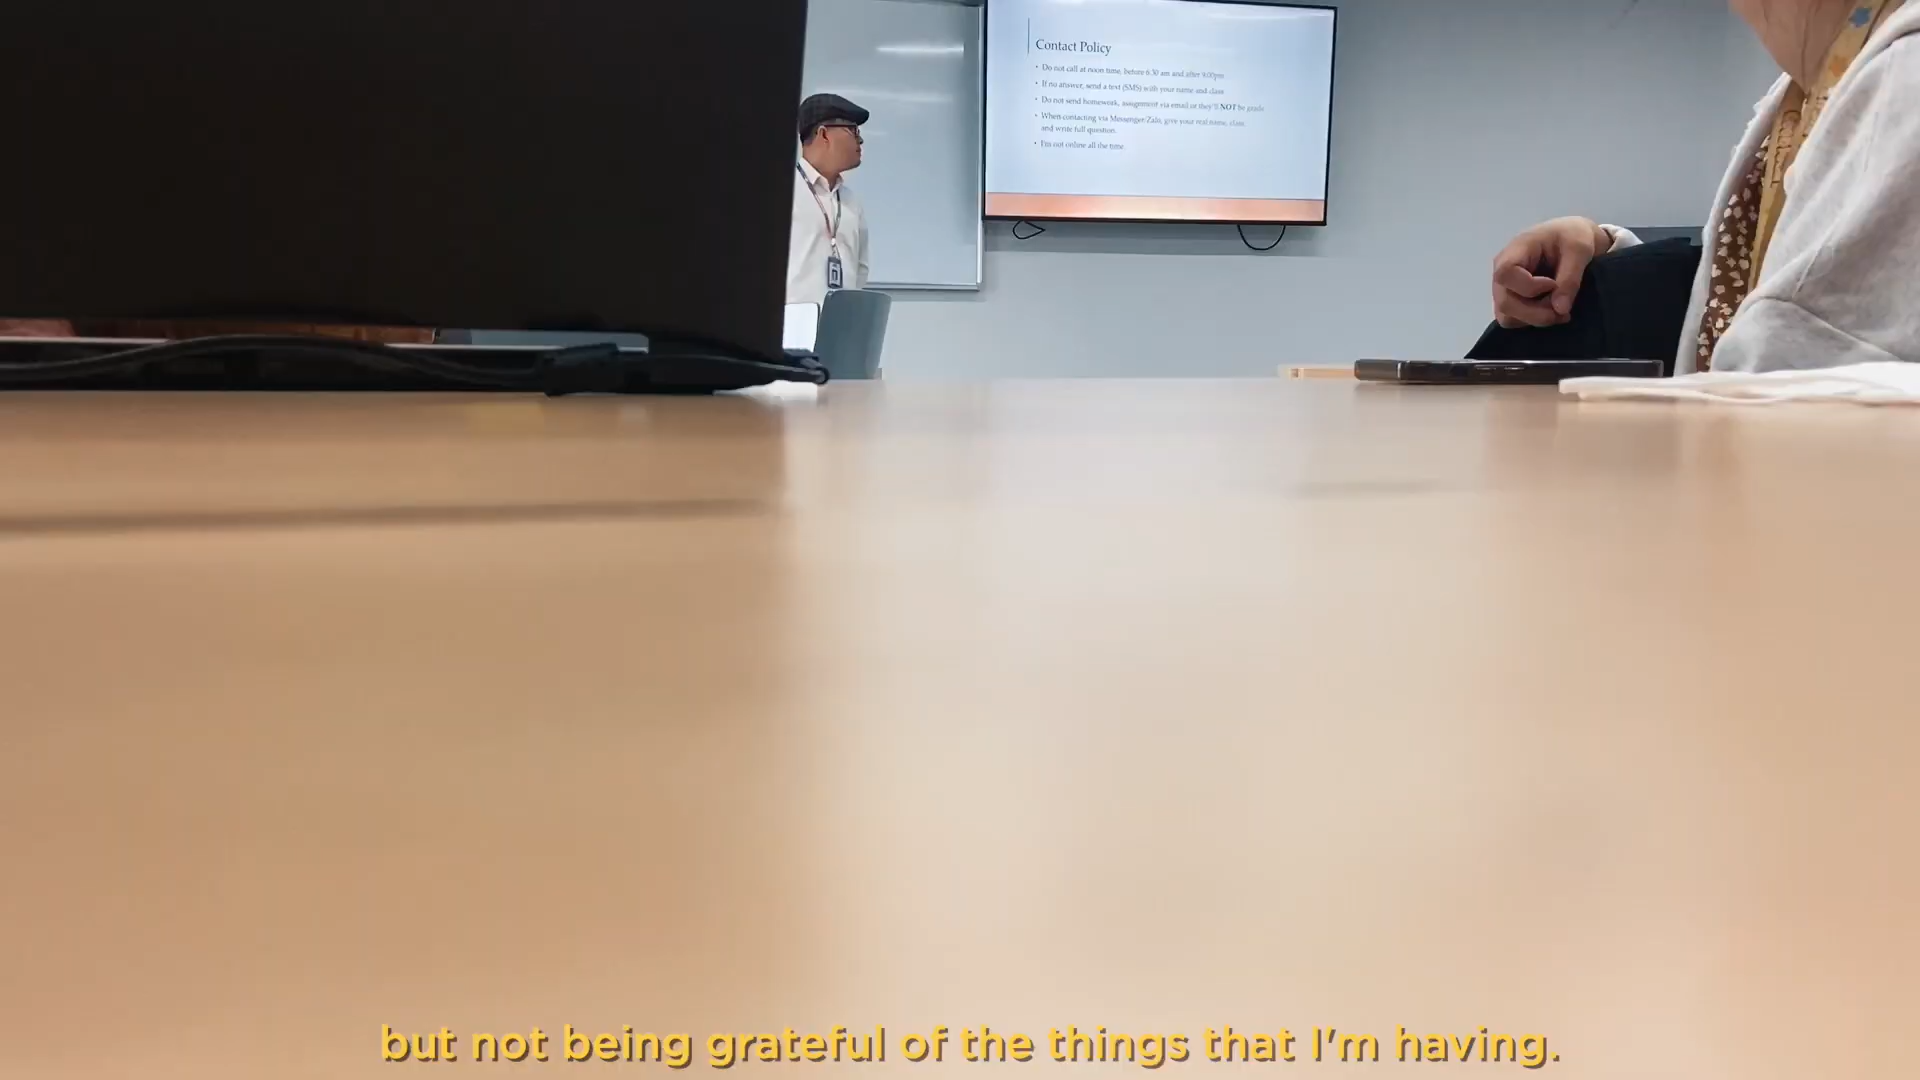 Contact Policy
• Do not call at noon time, before 6:30 am and after 9:00pm
• If no answer, send a text (SMS) with your name and class
• Do not send homework, assignment via email or they'll NOT be grade
• When contacting via Messenger/Zalo, give your real name, class
and write full question.
• I'm not online all the time
but not being grateful of the things that I'm having.